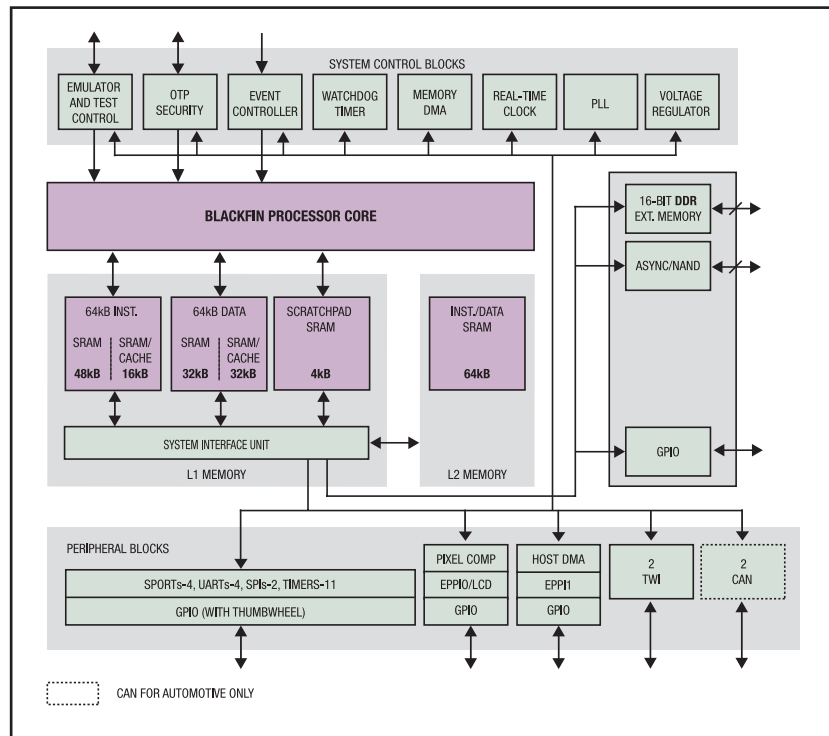 SYSTEM CONTROL BLOCKS
EMULATOR
AND TEST
CONTROL
OTP
SECURITY
EVENT
CONTROLLER
WATCHDOG
TIMER
MEMORY
DMA
REAL-TIME
CLOCK
PLL
VOLTAGE
REGULATOR
BLACKFIN PROCESSOR CORE
16-BIT DDR
EXT. MEMORY
ASYNC/NAND
GPIO
64kB INST.
SRAM
48kB
SRAM/
CACHE
16kB
64kB DATA
SRAM
32kB
SRAM/
CACHE
32kB
SCRATCHPAD
SRAM
4kB
INST./DATA
SRAM
64kB
SYSTEM INTERFACE UNIT
L1 MEMORY
L2 MEMORY
PERIPHERAL BLOCKS
SPORTs-4, UARTs-4, SPIs-2, TIMERS-11
GPIO (WITH THUMBWHEEL)
PIXEL COMP
EPPIO/LCD
GPIO
HOST DMA
EPPI1
GPIO
2
TWI
2
CAN
CAN FOR AUTOMOTIVE ONLY